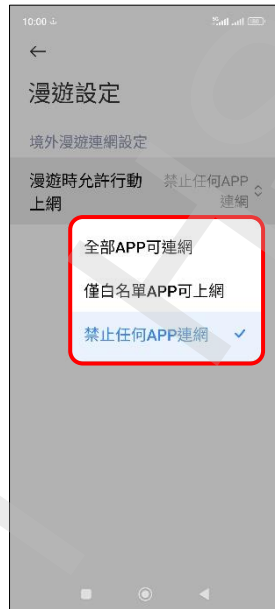 10:00
漫遊設定
境外漫遊連網設定
漫遊時允許行動
上網
禁止任何APP
連網
全部APP可連網
僅白名單APP可上網
禁止任何APP連網